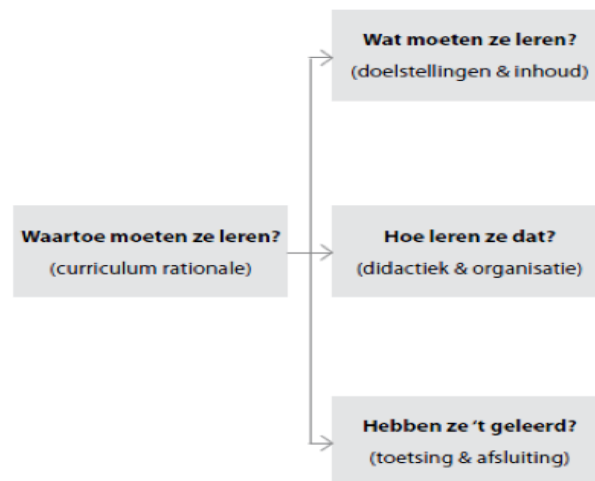 Wat moeten ze leren?
(doelstellingen & inhoud)
Waartoe moeten ze leren?
(curriculum rationale)
Hoe leren ze dat?
(didactiek & organisatie)
Hebben ze ‘t geleerd?
(toetsing & afsluiting)